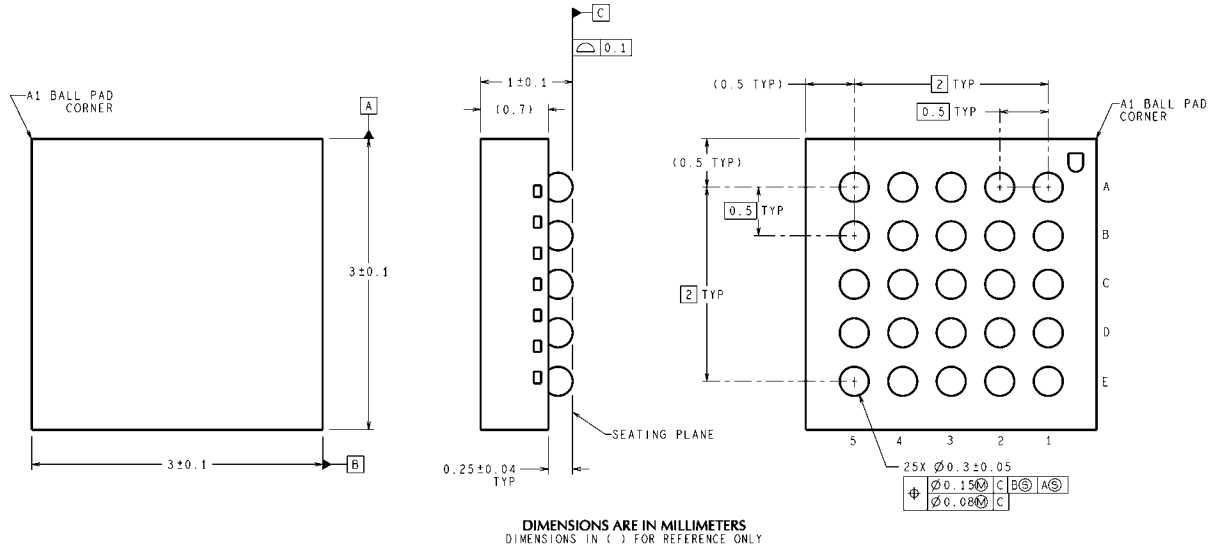 A1 BALL PAD
CORNER
A
3±0.1
3±0.1
B
C
0.1
1±0.1
(0.7)
SEATING PLANE
0.25±0.04
TYP
(0.5 TYP)
2 TYP
0.5 TYP
A1 BALL PAD
CORNER
(0.5 TYP)
0.5 TYP
2 TYP
A
B
C
D
E
5 4 3 2 1
25X Ø0.3±0.05
Ø0.15Ⓜ C BⓈ AⓈ
Ø0.08Ⓜ C
DIMENSIONS ARE IN MILLIMETERS
DIMENSIONS IN ( ) FOR REFERENCE ONLY